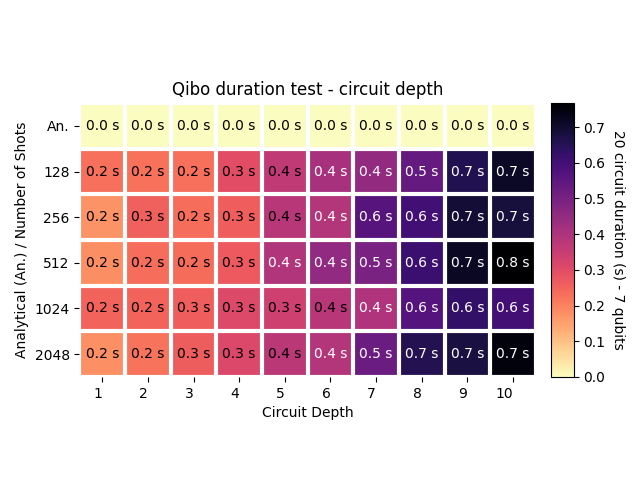 Qibo duration test - circuit depth
Analytical (An.) / Number of Shots
An. 0.0 s 0.0 s 0.0 s 0.0 s 0.0 s 0.0 s 0.0 s 0.0 s 0.0 s 0.0 s
128 0.2 s 0.2 s 0.2 s 0.3 s 0.4 s 0.4 s 0.4 s 0.5 s 0.7 s 0.7 s
256 0.2 s 0.3 s 0.2 s 0.3 s 0.4 s 0.4 s 0.6 s 0.6 s 0.7 s 0.7 s
512 0.2 s 0.2 s 0.2 s 0.3 s 0.4 s 0.4 s 0.5 s 0.6 s 0.7 s 0.8 s
1024 0.2 s 0.2 s 0.3 s 0.3 s 0.3 s 0.4 s 0.4 s 0.6 s 0.6 s 0.6 s
2048 0.2 s 0.2 s 0.3 s 0.3 s 0.4 s 0.4 s 0.5 s 0.7 s 0.7 s 0.7 s
1 2 3 4 5 6 7 8 9 10
Circuit Depth
0.7
0.6
0.5
0.4
0.3
0.2
0.1
0.0
20 circuit duration (s) - 7 qubits